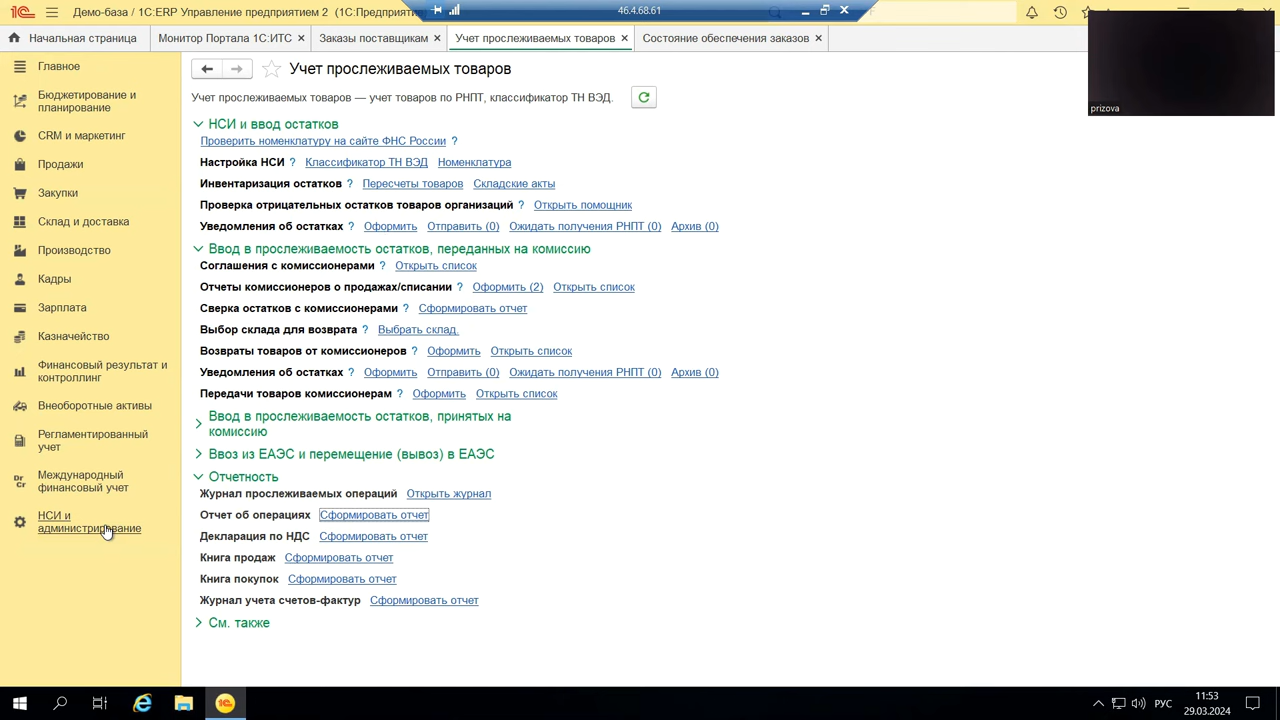 Демо-база / 1С:ERP Управление предприятием 2 (1С:Предприятие
46.4.68.61
Начальная страница
Монитор Портала 1С:ИТС ×
Заказы поставщикам ×
Учет прослеживаемых товаров ×
Состояние обеспечения заказов ×
prizova
Главное
Бюджетирование и
планирование
CRM и маркетинг
Продажи
Закупки
Склад и доставка
Производство
Кадры
Зарплата
Казначейство
Финансовый результат и
контроллинг
Внеоборотные активы
Регламентированный
учет
Международный
финансовый учет
НСИ и
администрирование
Учет прослеживаемых товаров
Учет прослеживаемых товаров — учет товаров по РНПТ, классификатор ТН ВЭД.
НСИ и ввод остатков
Проверить номенклатуру на сайте ФНС России ?
Настройка НСИ ? Классификатор ТН ВЭД Номенклатура
Инвентаризация остатков ? Пересчеты товаров Складские акты
Проверка отрицательных остатков товаров организаций ? Открыть помощник
Уведомления об остатках ? Оформить Отправить (0) Ожидать получения РНПТ (0) Архив (0)
Ввод в прослеживаемость остатков, переданных на комиссию
Соглашения с комиссионерами ? Открыть список
Отчеты комиссионеров о продажах/списании ? Оформить (2) Открыть список
Сверка остатков с комиссионерами ? Сформировать отчет
Выбор склада для возврата ? Выбрать склад.
Возвраты товаров от комиссионеров ? Оформить Открыть список
Уведомления об остатках ? Оформить Отправить (0) Ожидать получения РНПТ (0) Архив (0)
Передачи товаров комиссионерам ? Оформить Открыть список
Ввод в прослеживаемость остатков, принятых на
комиссию
Ввоз из ЕАЭС и перемещение (вывоз) в ЕАЭС
Отчетность
Журнал прослеживаемых операций Открыть журнал
Отчет об операциях Сформировать отчет
Декларация по НДС Сформировать отчет
Книга продаж Сформировать отчет
Книга покупок Сформировать отчет
Журнал учета счетов-фактур Сформировать отчет
См. также
РУС
11:53
29.03.2024